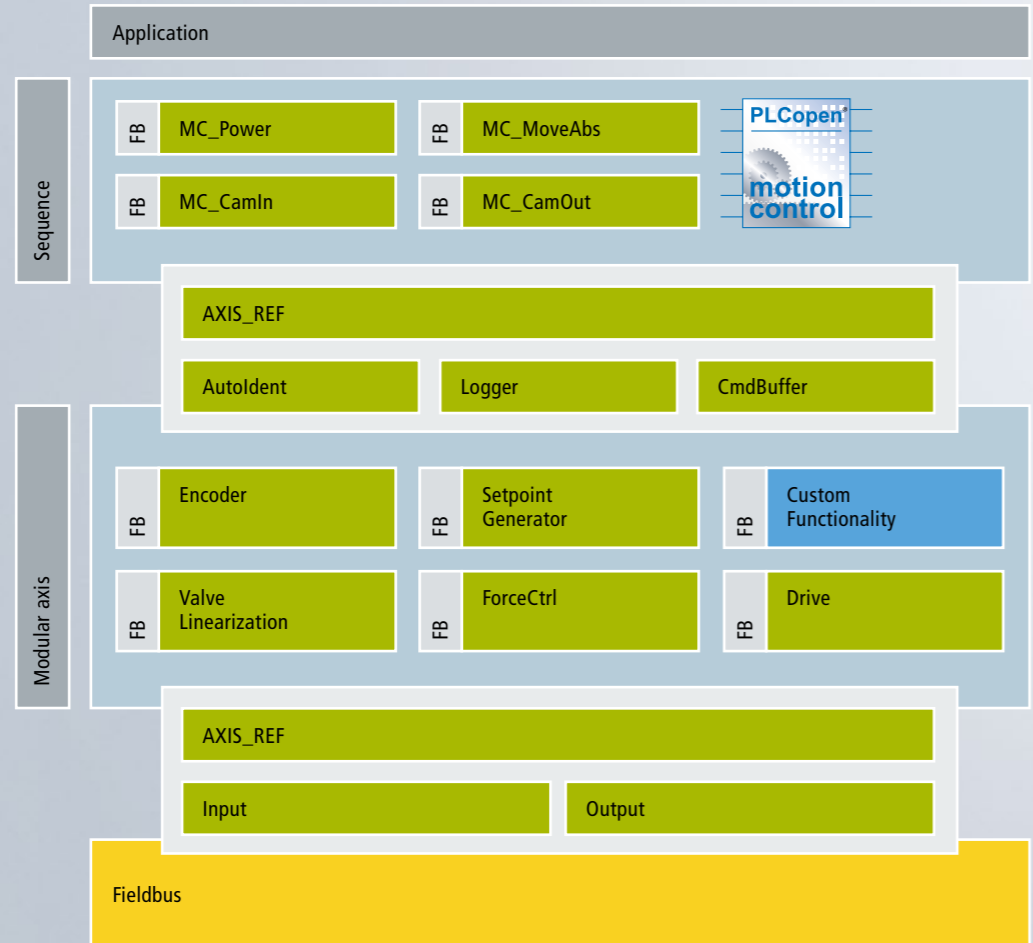 Application
Sequence
FB
MC_Power
FB
MC_MoveAbs
PLCopen®
motion
control
FB
MC_CamIn
FB
MC_CamOut
AXIS_REF
AutoIdent
Logger
CmdBuffer
Modular axis
FB
Encoder
FB
Setpoint
Generator
FB
Custom
Functionality
FB
Valve
Linearization
FB
ForceCtrl
FB
Drive
AXIS_REF
Input
Output
Fieldbus